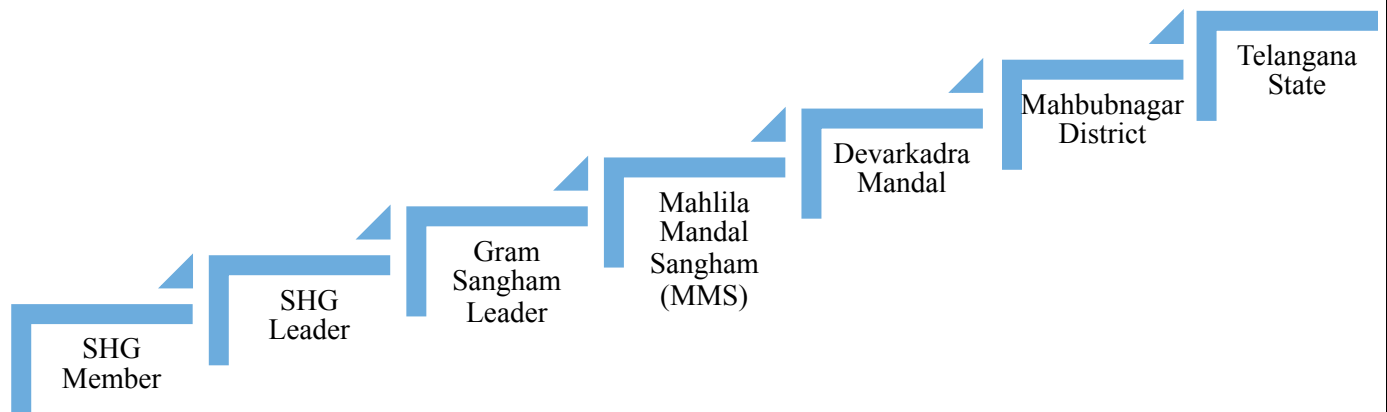 SHG
Member
SHG
Leader
Gram
Sangham
Leader
Mahlila
Mandal
Sangham
(MMS)
Devarkadra
Mandal
Mahbubnagar
District
Telangana
State